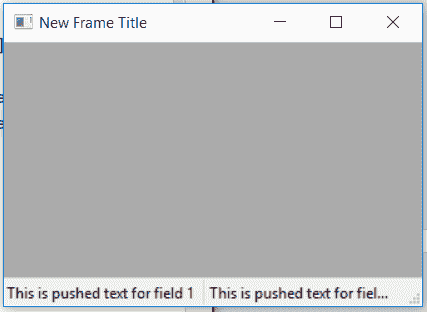 New Frame Title
This is pushed text for field 1
This is pushed text for fiel...